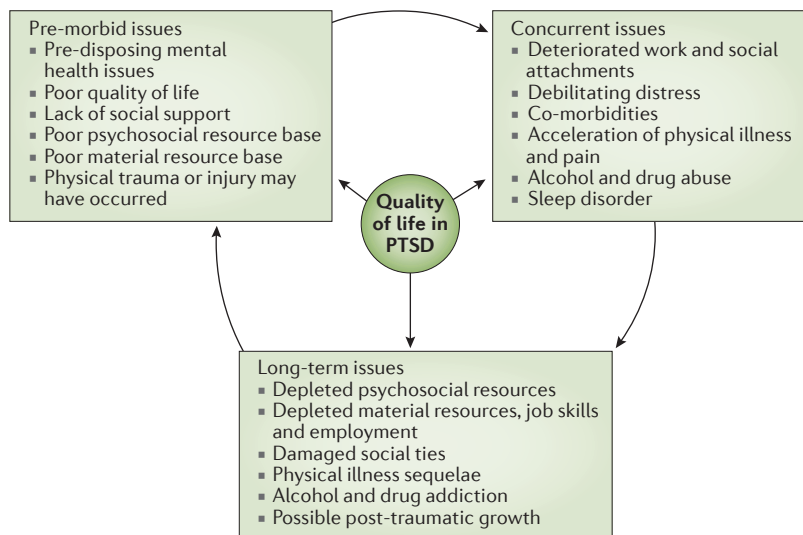 Pre-morbid issues
▪ Pre-disposing mental
health issues
▪ Poor quality of life
▪ Lack of social support
▪ Poor psychosocial resource base
▪ Poor material resource base
▪ Physical trauma or injury may
have occurred
Concurrent issues
▪ Deteriorated work and social
attachments
▪ Debilitating distress
▪ Co-morbidities
▪ Acceleration of physical illness
and pain
▪ Alcohol and drug abuse
▪ Sleep disorder
Quality
of life in
PTSD
Long-term issues
▪ Depleted psychosocial resources
▪ Depleted material resources, job skills
and employment
▪ Damaged social ties
▪ Physical illness sequelae
▪ Alcohol and drug addiction
▪ Possible post-traumatic growth